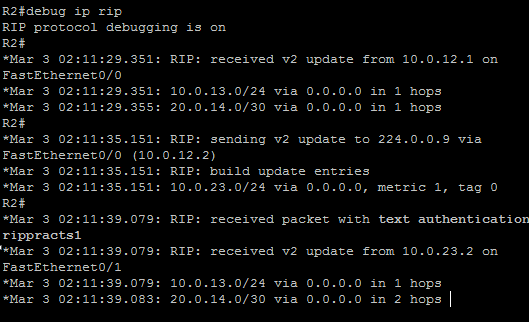 R2#debug ip rip
RIP protocol debugging is on
R2#
*Mar 3 02:11:29.351: RIP: received v2 update from 10.0.12.1 on
FastEthernet0/0
*Mar 3 02:11:29.351: 10.0.13.0/24 via 0.0.0.0 in 1 hops
*Mar 3 02:11:29.355: 20.0.14.0/30 via 0.0.0.0 in 1 hops
R2#
*Mar 3 02:11:35.151: RIP: sending v2 update to 224.0.0.9 via
FastEthernet0/0 (10.0.12.2)
*Mar 3 02:11:35.151: RIP: build update entries
*Mar 3 02:11:35.151: 10.0.23.0/24 via 0.0.0.0, metric 1, tag 0
R2#
*Mar 3 02:11:39.079: RIP: received packet with text authentication
rippracts1
*Mar 3 02:11:39.079: RIP: received v2 update from 10.0.23.2 on
FastEthernet0/1
*Mar 3 02:11:39.079: 10.0.13.0/24 via 0.0.0.0 in 1 hops
*Mar 3 02:11:39.083: 20.0.14.0/30 via 0.0.0.0 in 2 hops